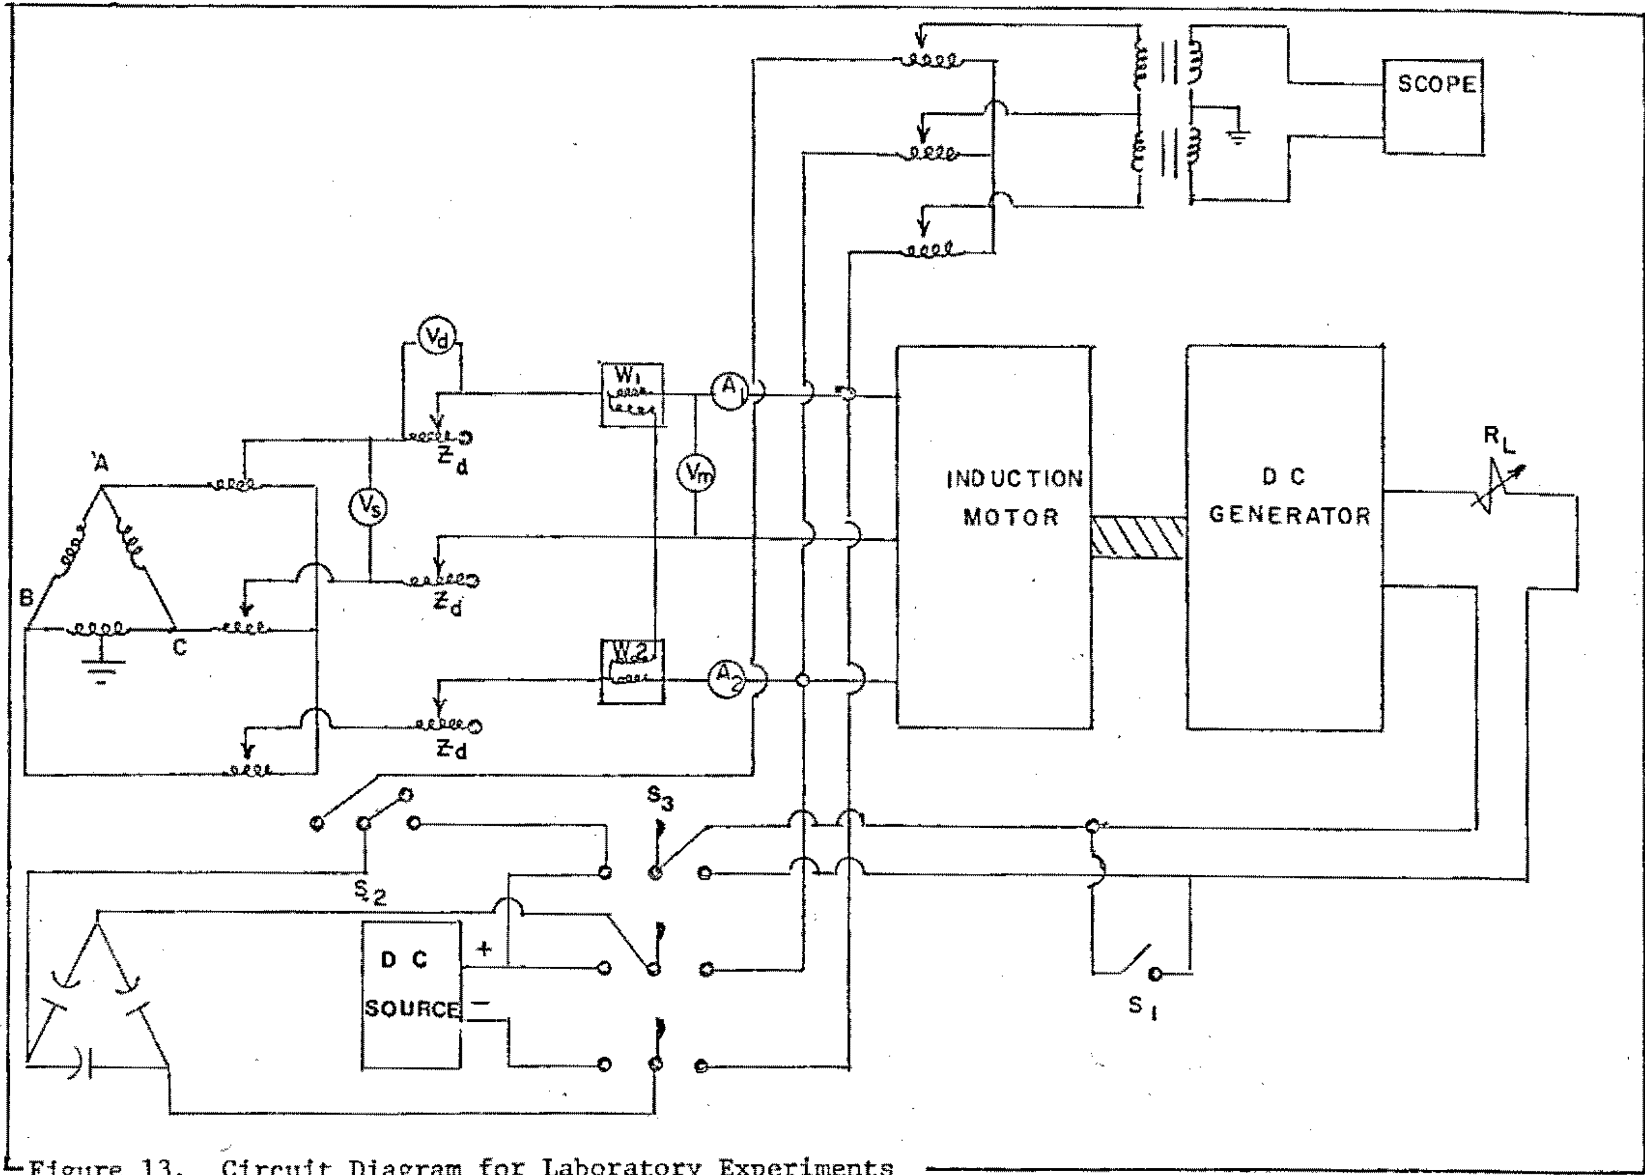 SCOPE
Vd
W1
A1
'A
Zd
Vs
Vm
INDUCTION
MOTOR
D C
GENERATOR
RL
B
C
Zd
W2
A2
Zd
S3
S2
D C
SOURCE
+
−
S1
Figure 13. Circuit Diagram for Laboratory Experiments